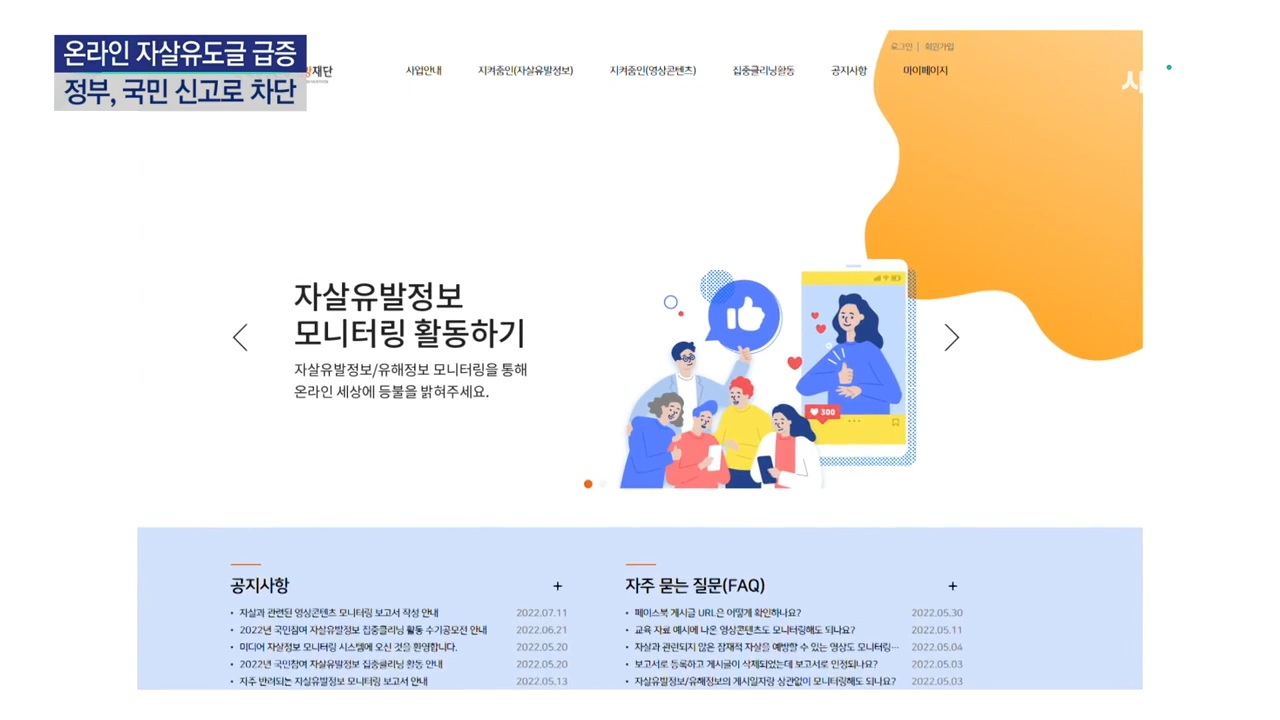 온라인 자살유도글 급증
정부, 국민 신고로 차단
재단
로그인 | 회원가입
사업안내 지켜줌인(자살유발정보) 지켜줌인(영상콘텐츠) 집중클리닝활동 공지사항 마이페이지
자살유발정보
모니터링 활동하기
자살유발정보/유해정보 모니터링을 통해
온라인 세상에 등불을 밝혀주세요.
300
공지사항 +
• 자살과 관련된 영상콘텐츠 모니터링 보고서 작성 안내 2022.07.11
• 2022년 국민참여 자살유발정보 집중클리닝 활동 수기공모전 안내 2022.06.21
• 미디어 자살정보 모니터링 시스템에 오신 것을 환영합니다. 2022.05.20
• 2022년 국민참여 자살유발정보 집중클리닝 활동 안내 2022.05.20
• 자주 반려되는 자살유발정보 모니터링 보고서 안내 2022.05.13
자주 묻는 질문(FAQ) +
• 페이스북 게시글 URL은 어떻게 확인하나요? 2022.05.30
• 교육 자료 예시에 나온 영상콘텐츠도 모니터링해도 되나요? 2022.05.11
• 자살과 관련되지 않은 잠재적 자살을 예방할 수 있는 영상도 모니터링… 2022.05.04
• 보고서로 등록하고 게시글이 삭제되었는데 보고서로 인정되나요? 2022.05.03
• 자살유발정보/유해정보의 게시일자랑 상관없이 모니터링해도 되나요? 2022.05.03